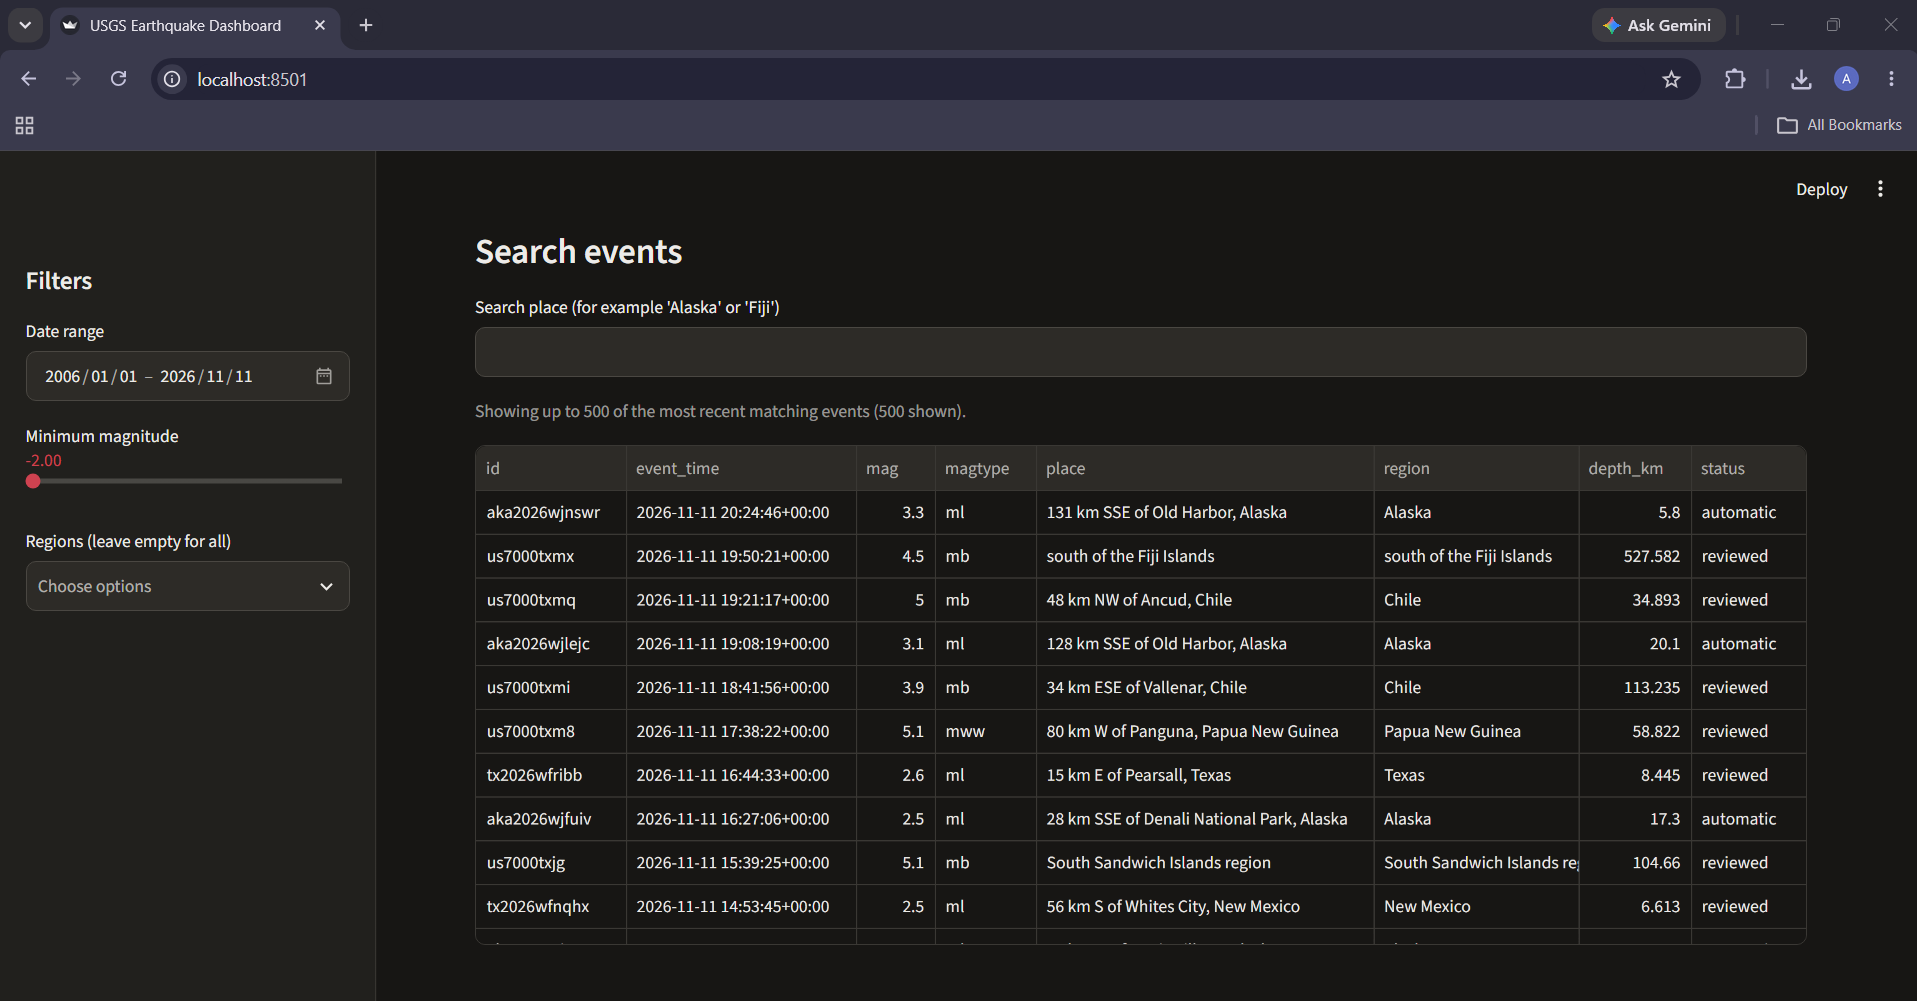 USGS Earthquake Dashboard
Ask Gemini
localhost:8501
A
All Bookmarks
Deploy
Filters
Date range
2006/01/01 – 2026/11/11
Minimum magnitude
-2.00
Regions (leave empty for all)
Choose options
Search events
Search place (for example 'Alaska' or 'Fiji')
Showing up to 500 of the most recent matching events (500 shown).
id event_time mag magtype place region depth_km status
aka2026wjnswr 2026-11-11 20:24:46+00:00 3.3 ml 131 km SSE of Old Harbor, Alaska Alaska 5.8 automatic
us7000txmx 2026-11-11 19:50:21+00:00 4.5 mb south of the Fiji Islands south of the Fiji Islands 527.582 reviewed
us7000txmq 2026-11-11 19:21:17+00:00 5 mb 48 km NW of Ancud, Chile Chile 34.893 reviewed
aka2026wjlejc 2026-11-11 19:08:19+00:00 3.1 ml 128 km SSE of Old Harbor, Alaska Alaska 20.1 automatic
us7000txmi 2026-11-11 18:41:56+00:00 3.9 mb 34 km ESE of Vallenar, Chile Chile 113.235 reviewed
us7000txm8 2026-11-11 17:38:22+00:00 5.1 mww 80 km W of Panguna, Papua New Guinea Papua New Guinea 58.822 reviewed
tx2026wfribb 2026-11-11 16:44:33+00:00 2.6 ml 15 km E of Pearsall, Texas Texas 8.445 reviewed
aka2026wjfuiv 2026-11-11 16:27:06+00:00 2.5 ml 28 km SSE of Denali National Park, Alaska Alaska 17.3 automatic
us7000txjg 2026-11-11 15:39:25+00:00 5.1 mb South Sandwich Islands region South Sandwich Islands re 104.66 reviewed
tx2026wfnqhx 2026-11-11 14:53:45+00:00 2.5 ml 56 km S of Whites City, New Mexico New Mexico 6.613 reviewed